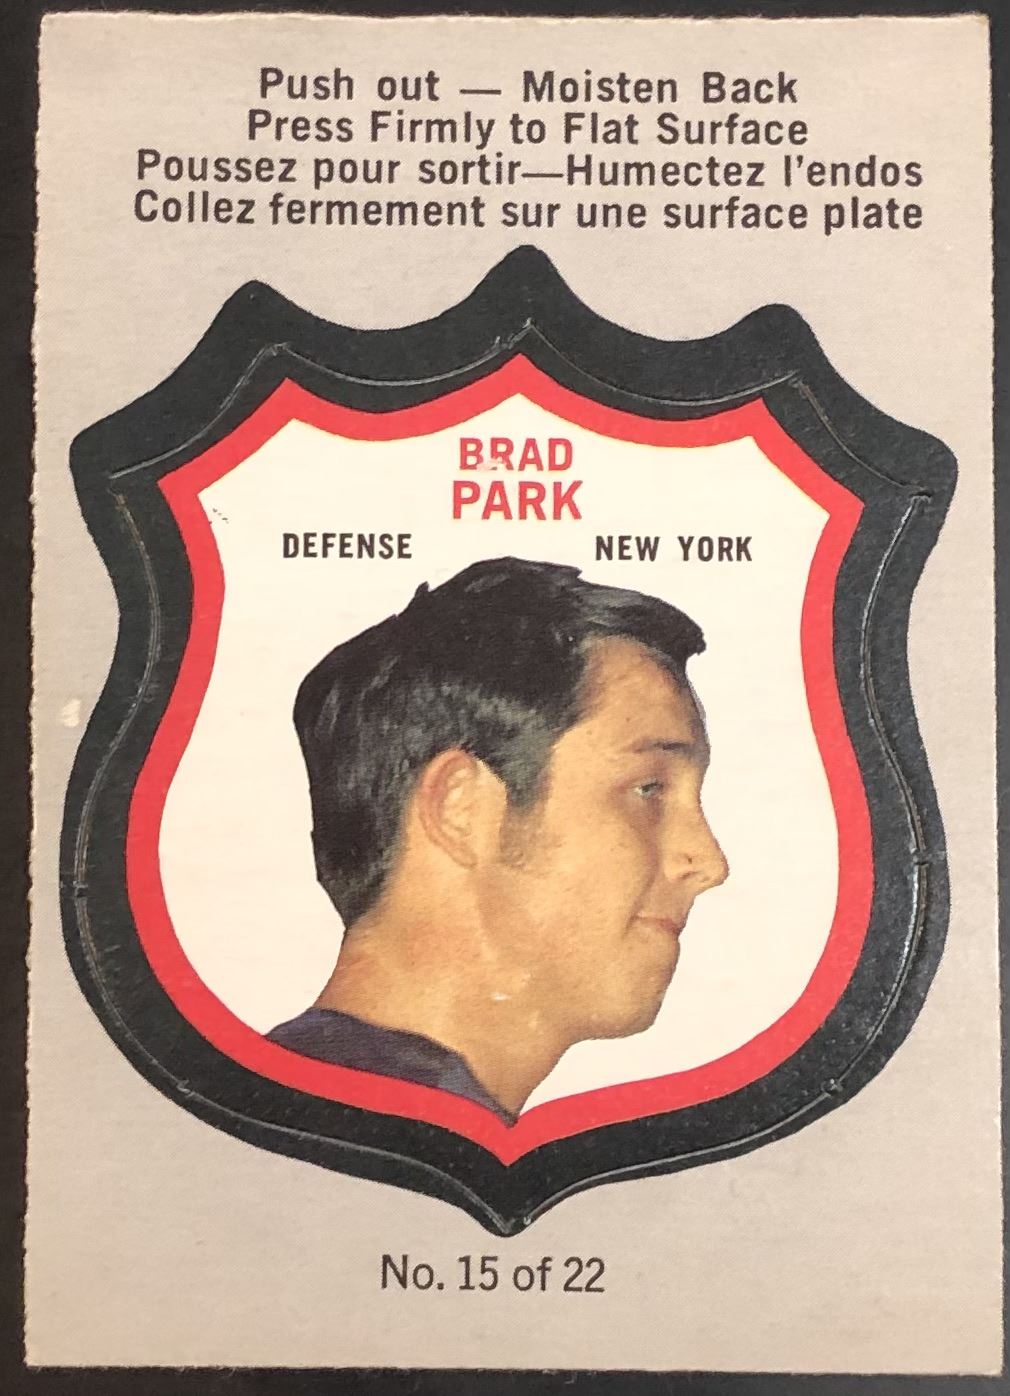 Push out — Moisten Back
Press Firmly to Flat Surface
Poussez pour sortir—Humectez l'endos
Collez fermement sur une surface plate
BRAD
PARK
DEFENSE NEW YORK
No. 15 of 22